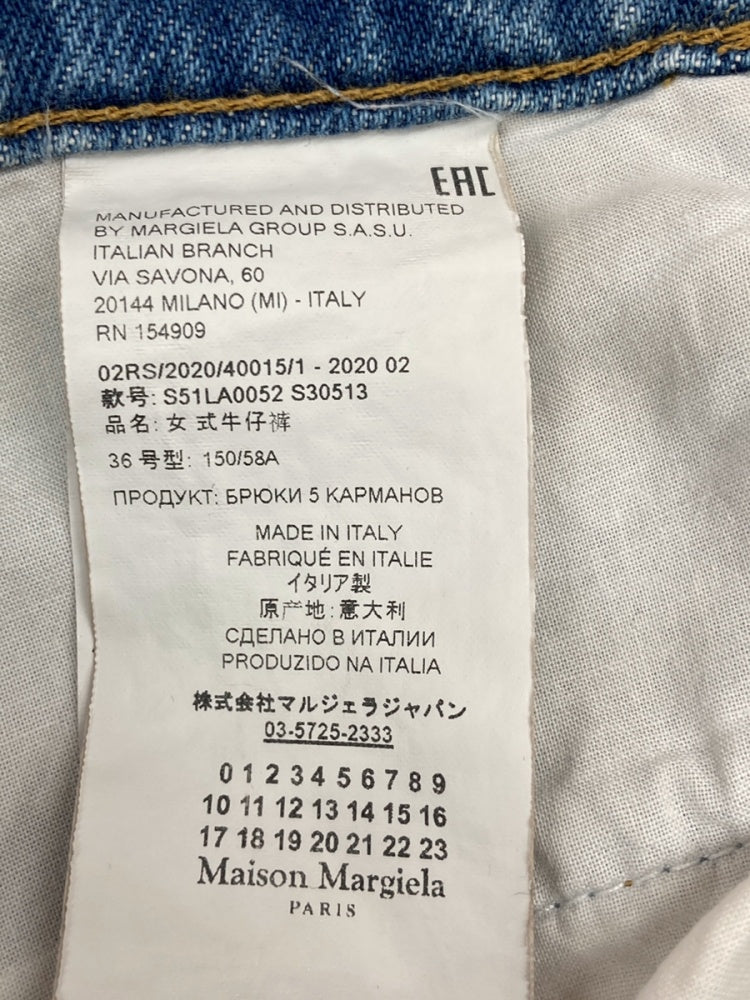 EAC
MANUFACTURED AND DISTRIBUTED
BY MARGIELA GROUP S.A.S.U.
ITALIAN BRANCH
VIA SAVONA, 60
20144 MILANO (MI) - ITALY
RN 154909
02RS/2020/40015/1 - 2020 02
款号: S51LA0052 S30513
品名: 女 式牛仔裤
36 号型: 150/58A
ПРОДУКТ: БРЮКИ 5 КАРМАНОВ
MADE IN ITALY
FABRIQUÉ EN ITALIE
イタリア製
原产地:意大利
СДЕЛАНО В ИТАЛИИ
PRODUZIDO NA ITALIA
株式会社マルジェラジャパン
03-5725-2333
0 1 2 3 4 5 6 7 8 9
10 11 12 13 14 15 16
17 18 19 20 21 22 23
Maison Margiela
PARIS